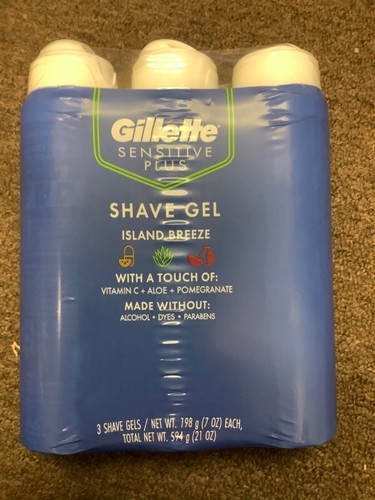 Gillette
SENSITIVE
PLUS
SHAVE GEL
ISLAND BREEZE
WITH A TOUCH OF:
VITAMIN C + ALOE + POMEGRANATE
MADE WITHOUT:
ALCOHOL • DYES • PARABENS
3 SHAVE GELS / NET WT. 198 g (7 OZ) EACH,
TOTAL NET WT. 594 g (21 OZ)